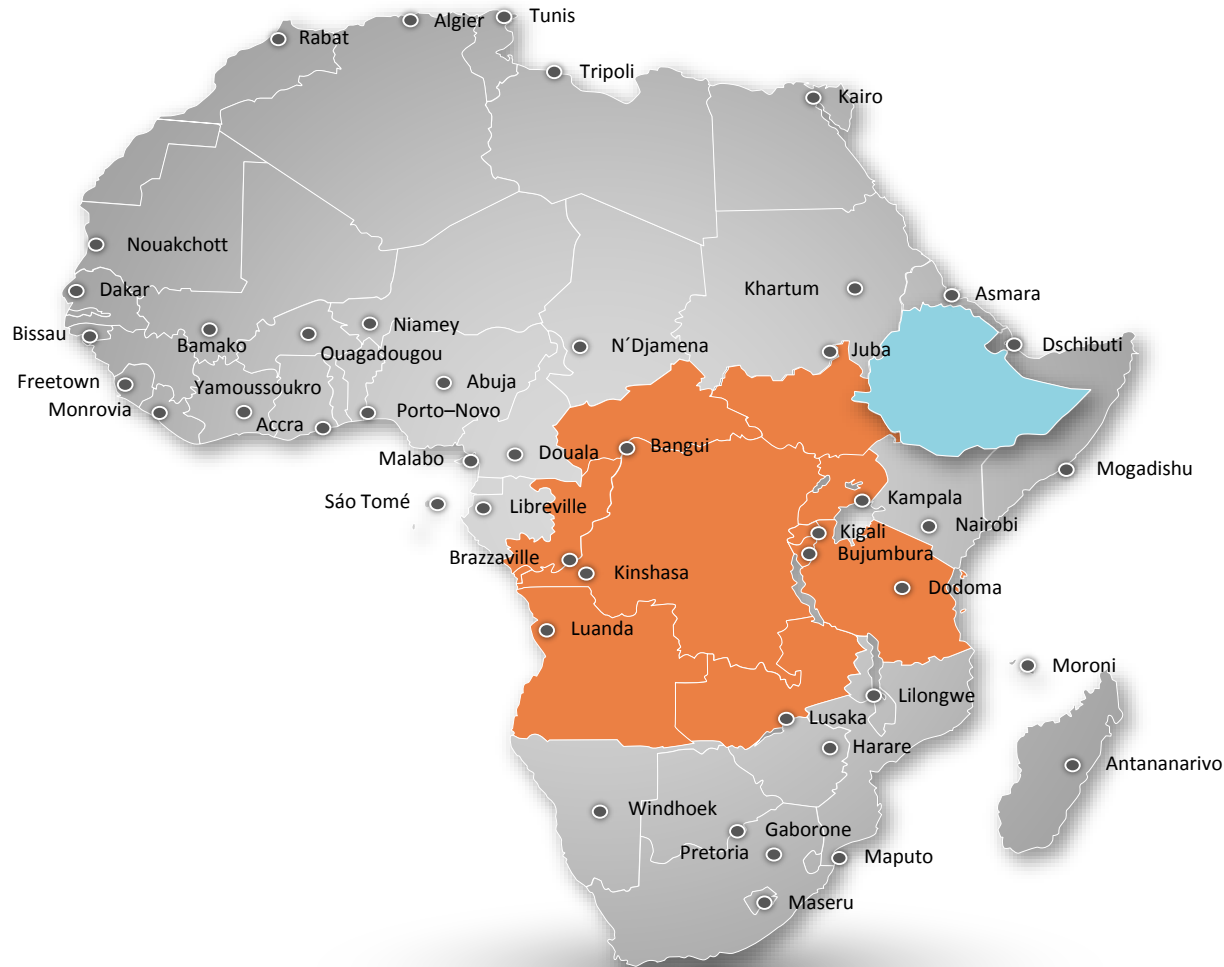 Tunis
Algier
Rabat
Tripoli
Kairo
Nouakchott
Dakar
Khartum
Asmara
Niamey
Bissau
Bamako
Ouagadougou
N´Djamena
Juba
Dschibuti
Freetown
Yamoussoukro
Abuja
Monrovia
Accra
Porto–Novo
Malabo
Douala
Bangui
Mogadishu
Sáo Tomé
Libreville
Kampala
Nairobi
Kigali
Brazzaville
Bujumbura
Kinshasa
Dodoma
Luanda
Moroni
Lilongwe
Lusaka
Harare
Antananarivo
Windhoek
Gaborone
Pretoria
Maputo
Maseru